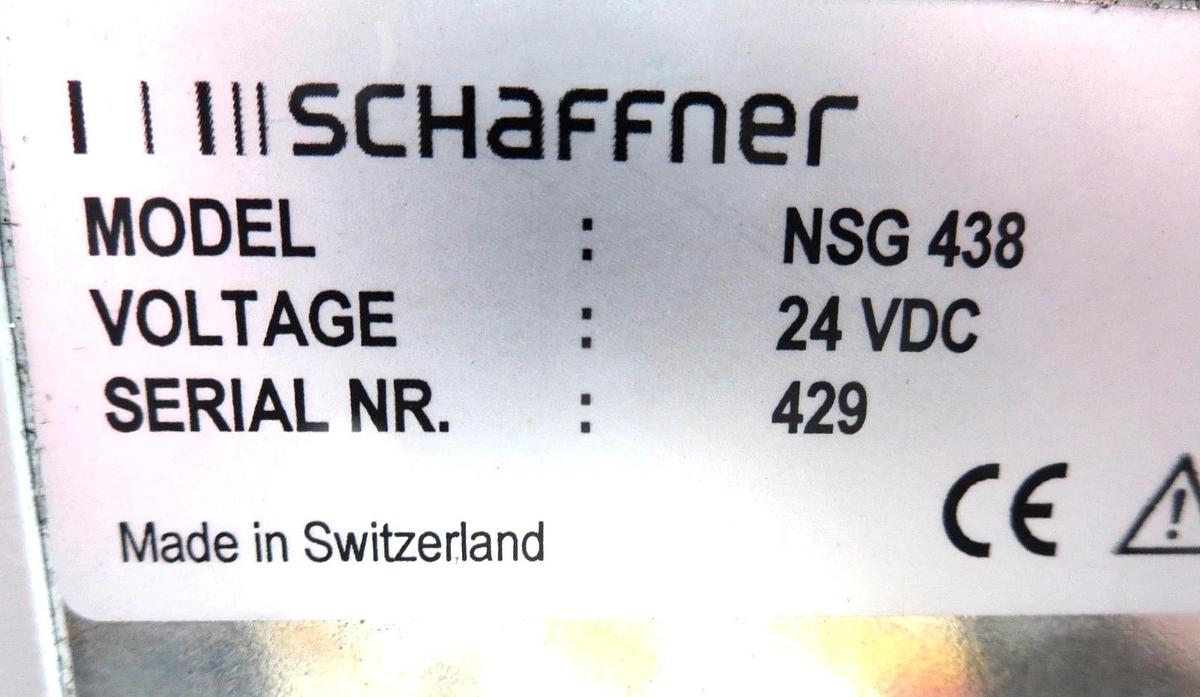 SCHAFFNER
MODEL : NSG 438
VOLTAGE : 24 VDC
SERIAL NR. : 429
CE
Made in Switzerland